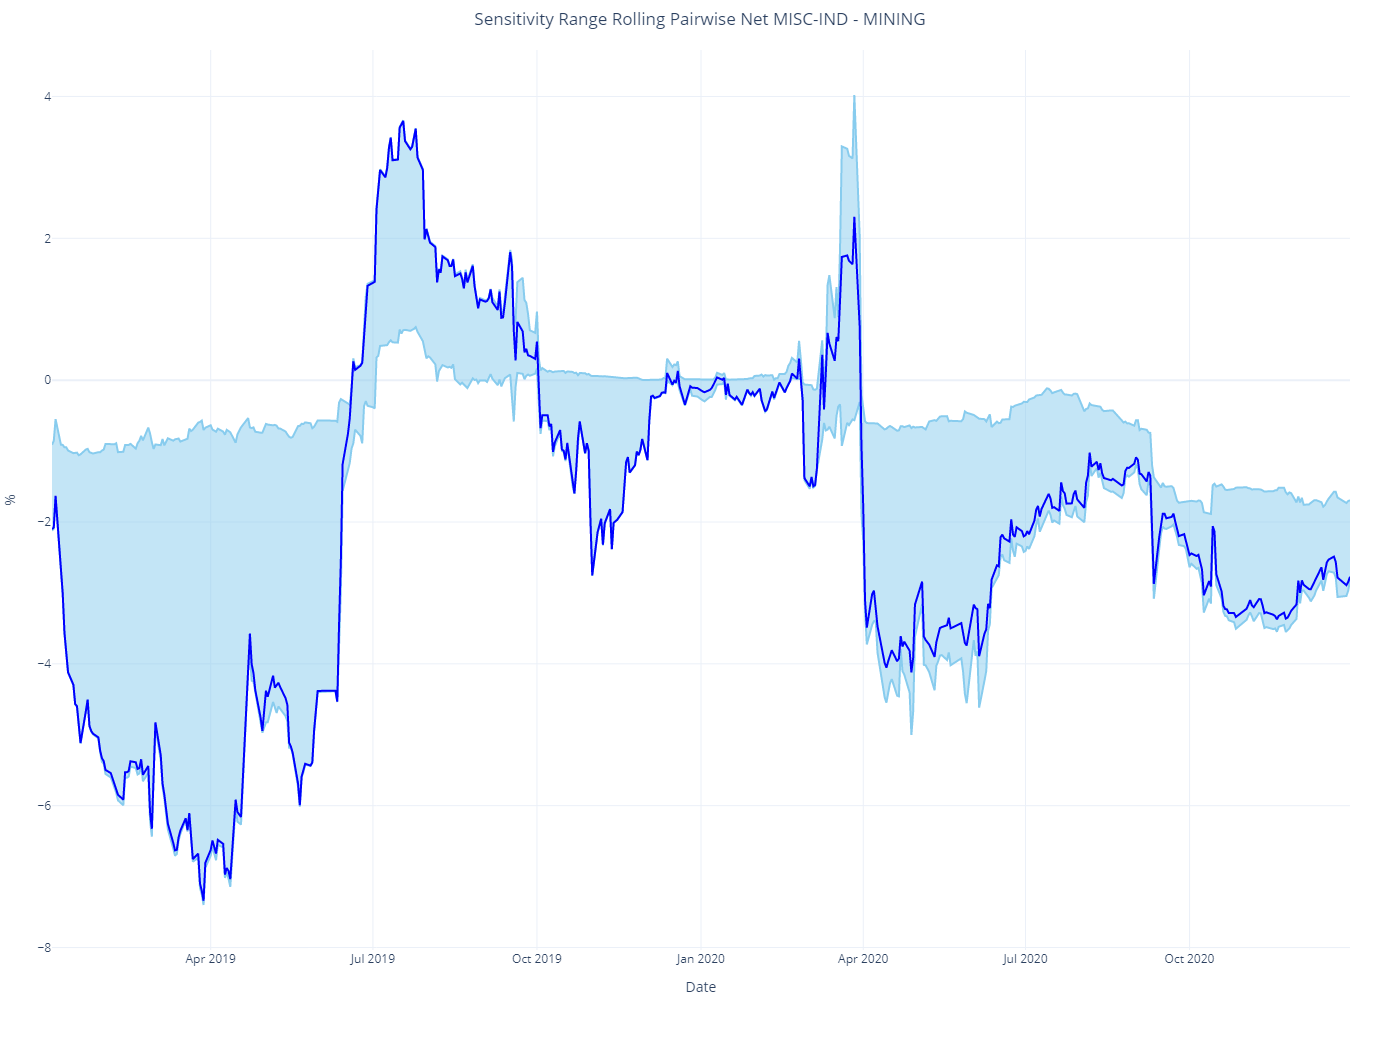 Sensitivity Range Rolling Pairwise Net MISC-IND - MINING
4
2
0
−2
−4
−6
−8
%
Apr 2019 Jul 2019 Oct 2019 Jan 2020 Apr 2020 Jul 2020 Oct 2020
Date